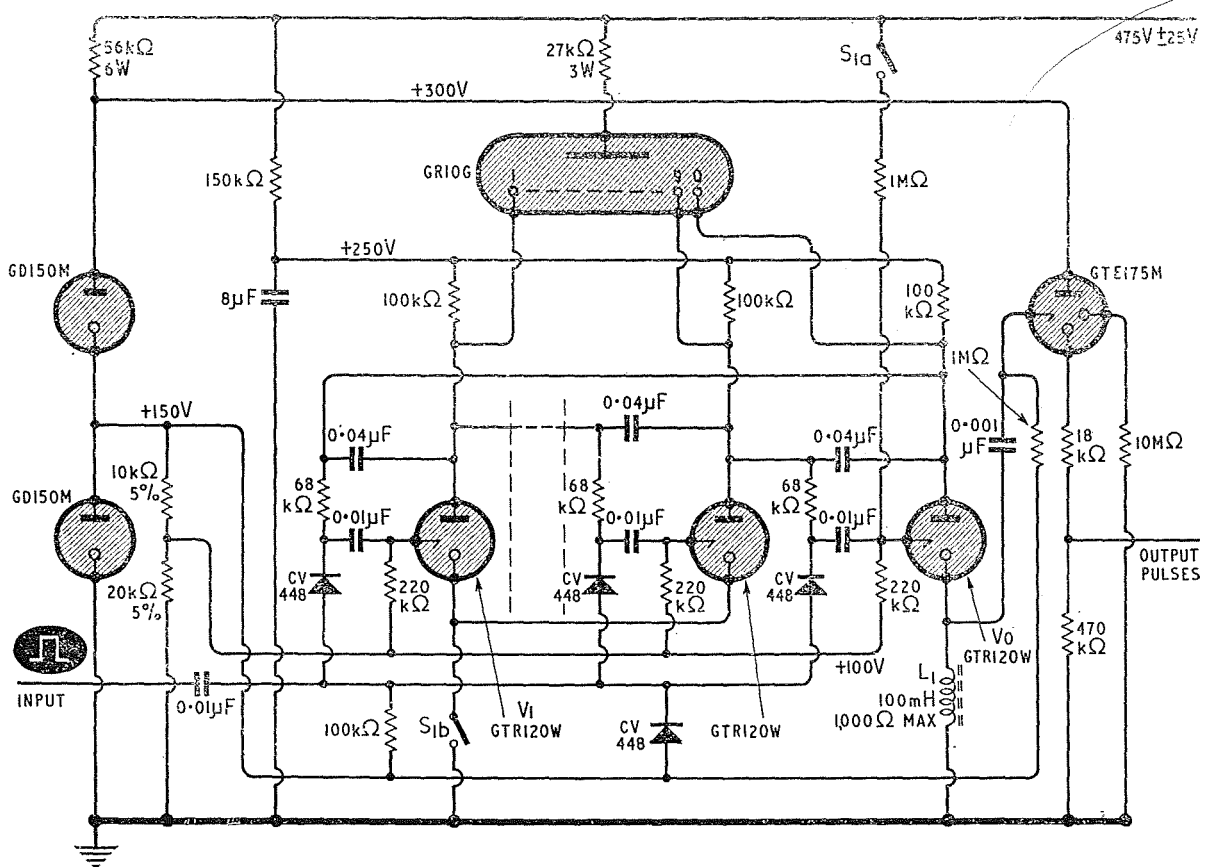 56kΩ
6W
27kΩ
3W
S1a
475V ±25V
+300V
150kΩ
GR10G
1
9
0
1MΩ
+250V
GD150M
GTE175M
8μF
100kΩ
100kΩ
100
kΩ
1MΩ
+150V
0·04μF
0·04μF
0·04μF
0·001
μF
18
kΩ
10MΩ
10kΩ
5%
68
kΩ
68
kΩ
68
kΩ
GD150M
0·01μF
0·01μF
0·01μF
OUTPUT
PULSES
20kΩ
5%
CV
448
220
kΩ
CV
448
220
kΩ
CV
448
220
kΩ
V0
GTR120W
470
kΩ
+100V
INPUT
0·01μF
100kΩ
S1b
V1
GTR120W
CV
448
GTR120W
L1
100mH
1,000Ω MAX